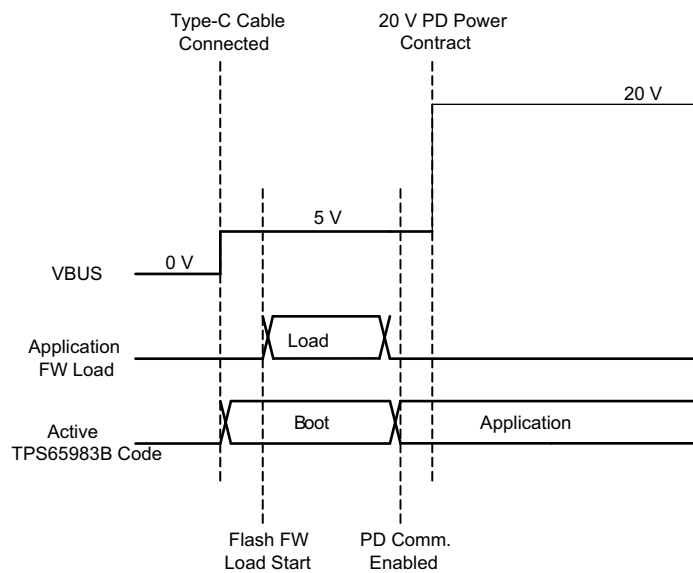 Type-C Cable
Connected
20 V PD Power
Contract
20 V
5 V
0 V
VBUS
Load
Application
FW Load
Boot
Application
Active
TPS65983B Code
Flash FW
Load Start
PD Comm.
Enabled